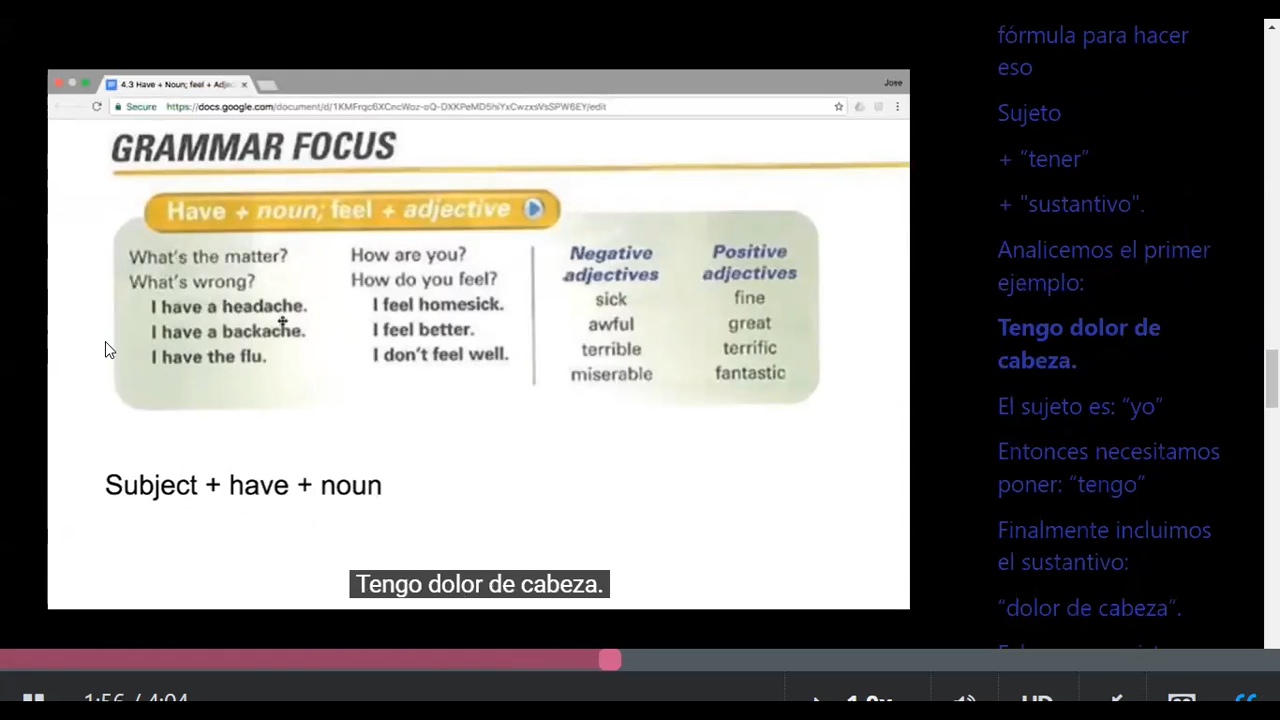 4.3 Have + Noun; feel + Adje
Jose
Secure
https://docs.google.com/document/d/1KMFrqc6XCncWoz-oQ-DXKPeMD5hiYxCwzxsVsSPW6EY/edit
GRAMMAR FOCUS
Have + noun; feel + adjective
What's the matter?
What's wrong?
I have a headache.
I have a backache.
I have the flu.
How are you?
How do you feel?
I feel homesick.
I feel better.
I don't feel well.
Negative
adjectives
sick
awful
terrible
miserable
Positive
adjectives
fine
great
terrific
fantastic
Subject + have + noun
Tengo dolor de cabeza.
1:56 / 4:04
HD
fórmula para hacer
eso
Sujeto
+ “tener”
+ "sustantivo".
Analicemos el primer
ejemplo:
Tengo dolor de
cabeza.
El sujeto es: “yo”
Entonces necesitamos
poner: “tengo”
Finalmente incluimos
el sustantivo:
“dolor de cabeza”.